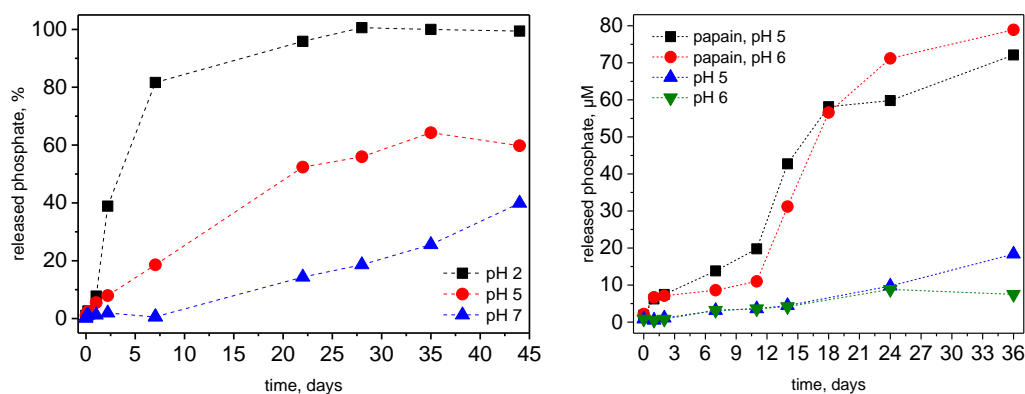 100
80
60
40
20
0
released phosphate, %
pH 2
pH 5
pH 7
0 5 10 15 20 25 30 35 40 45
time, days
80
70
60
50
40
30
20
10
0
released phosphate, µM
papain, pH 5
papain, pH 6
pH 5
pH 6
0 3 6 9 12 15 18 21 24 27 30 33 36
time, days